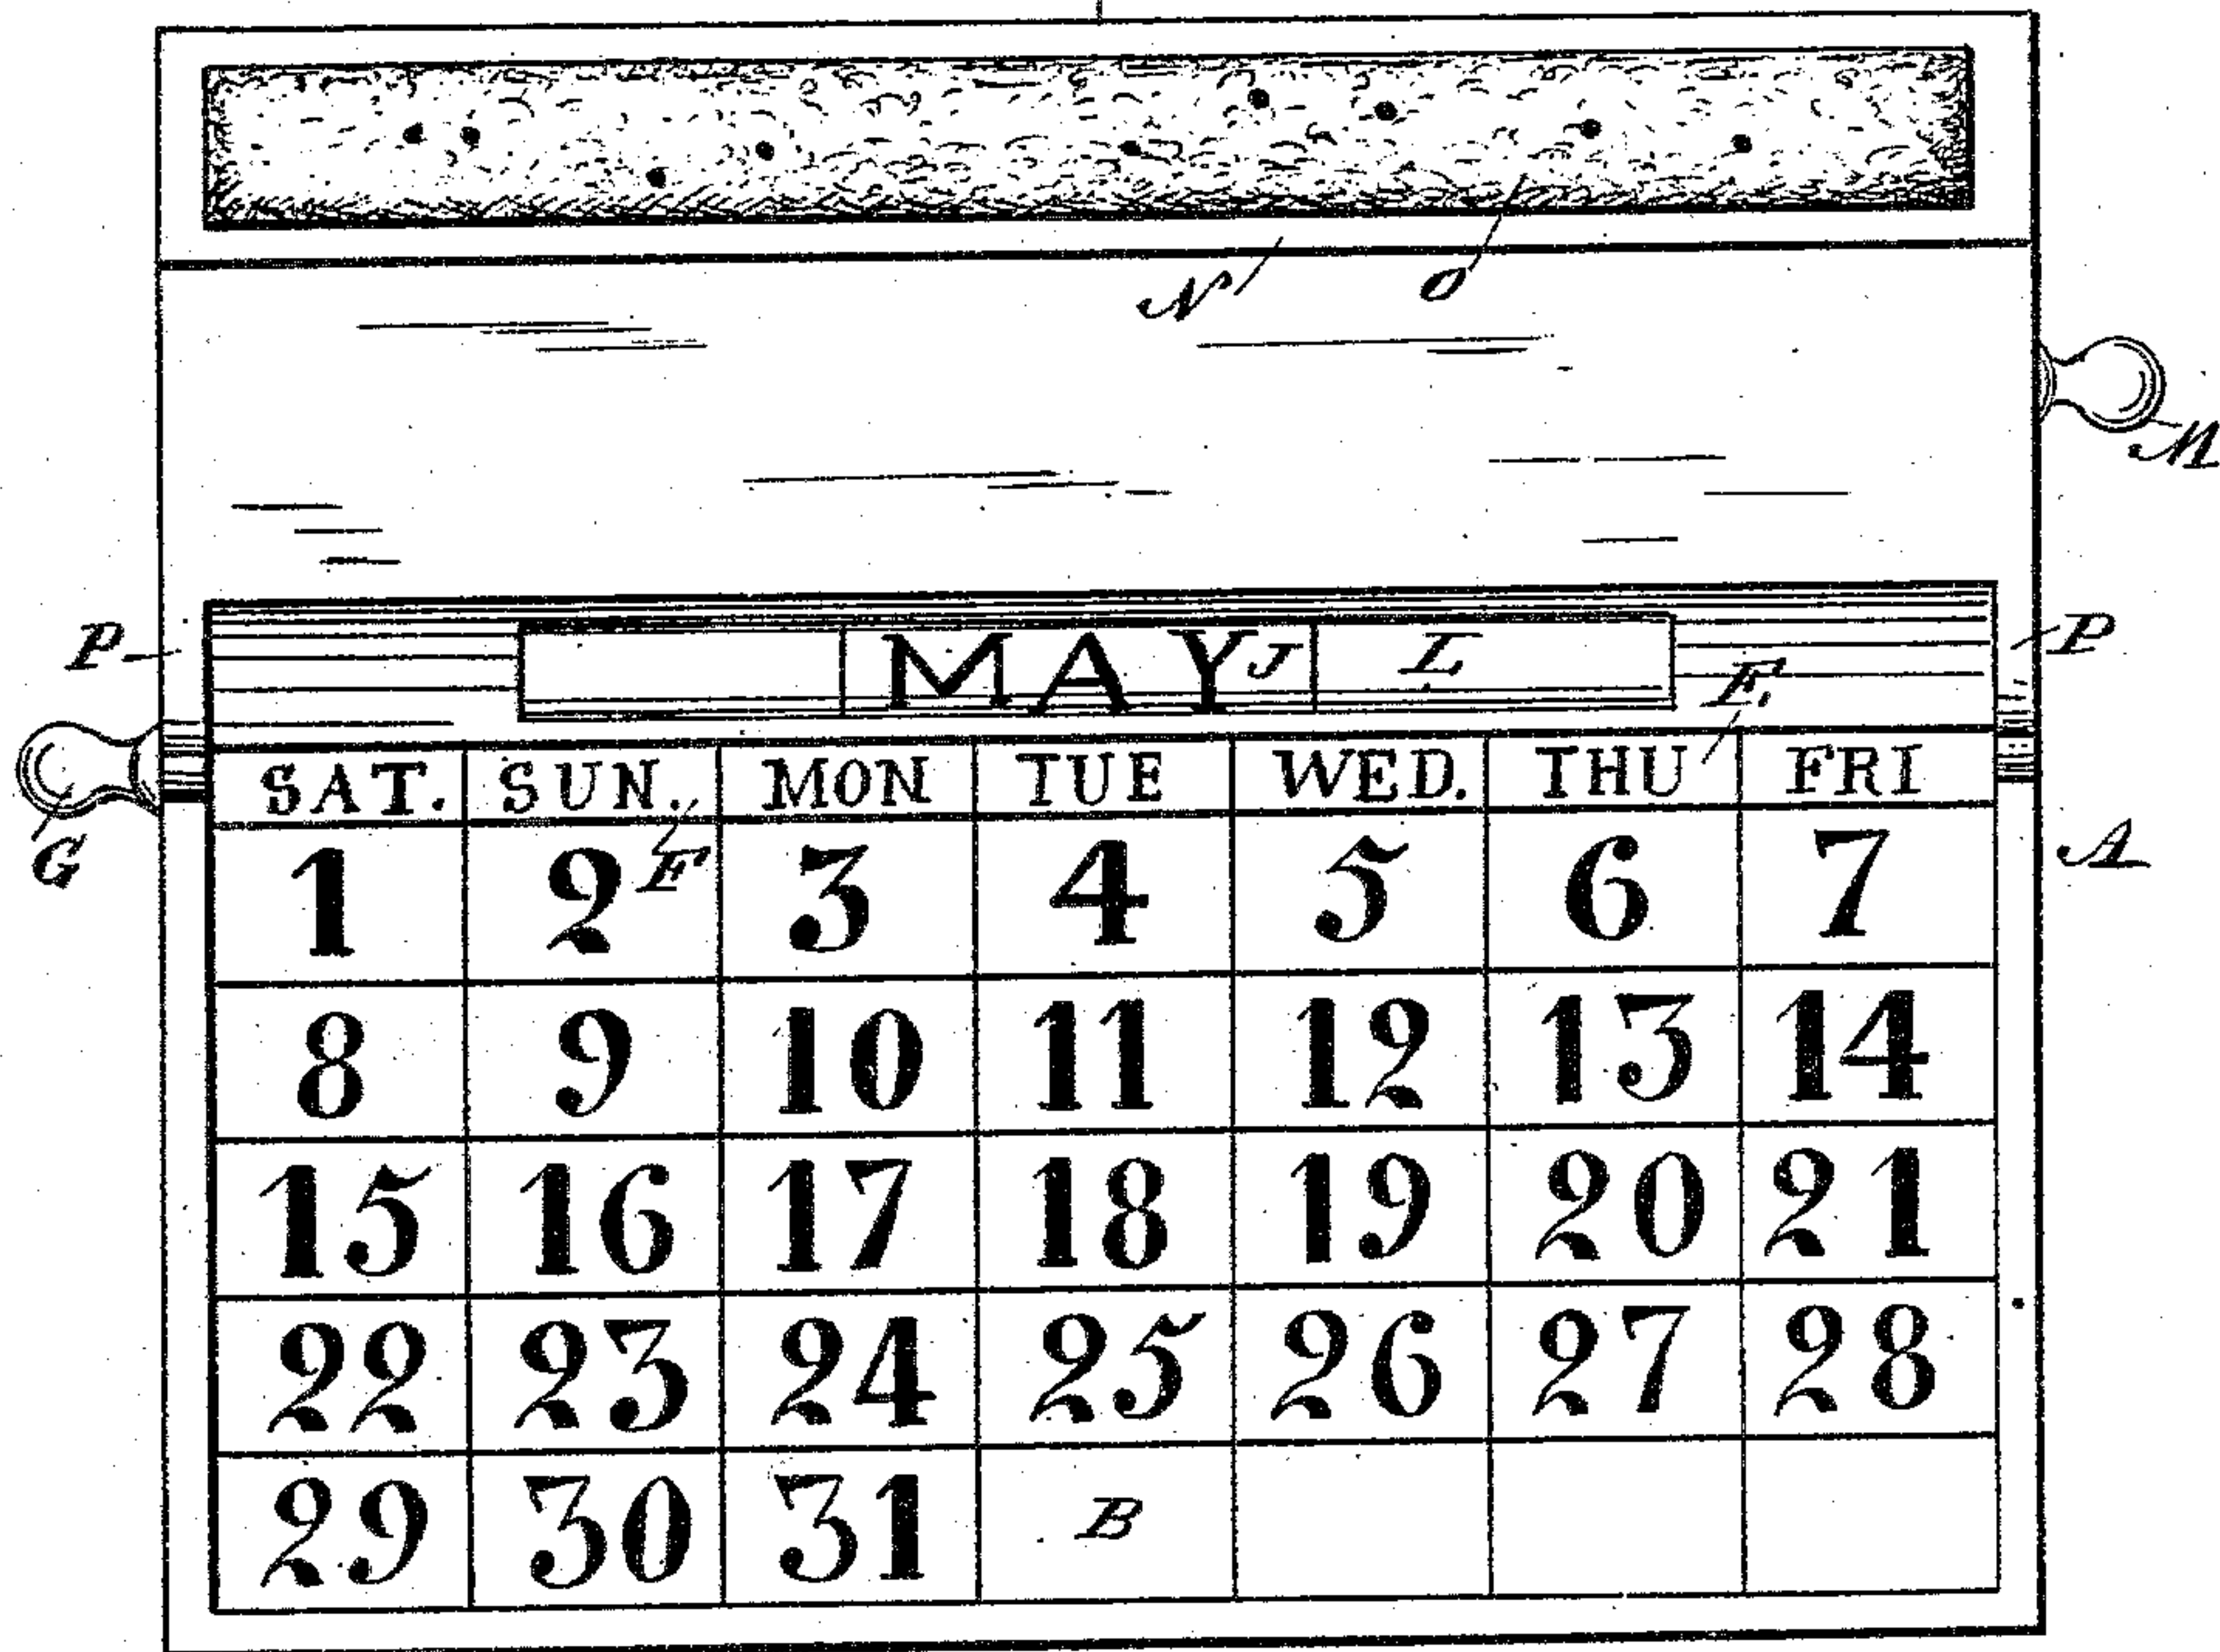 N O
M
P MAY J L P
E
SAT. SUN. MON TUE WED. THU FRI
G F A
1 2 3 4 5 6 7
8 9 10 11 12 13 14
15 16 17 18 19 20 21
22 23 24 25 26 27 28
29 30 31 B